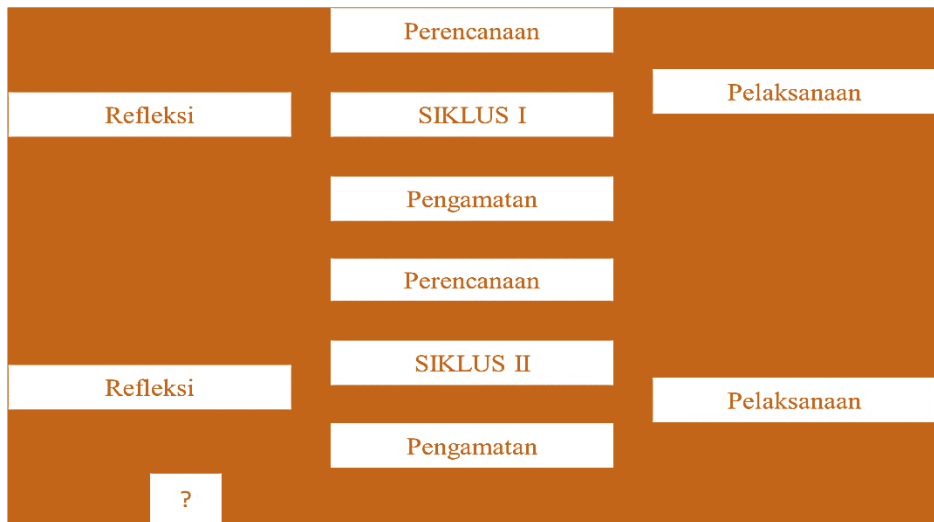 Perencanaan
Pelaksanaan
Refleksi
SIKLUS I
Pengamatan
Perencanaan
SIKLUS II
Refleksi
Pelaksanaan
Pengamatan
?